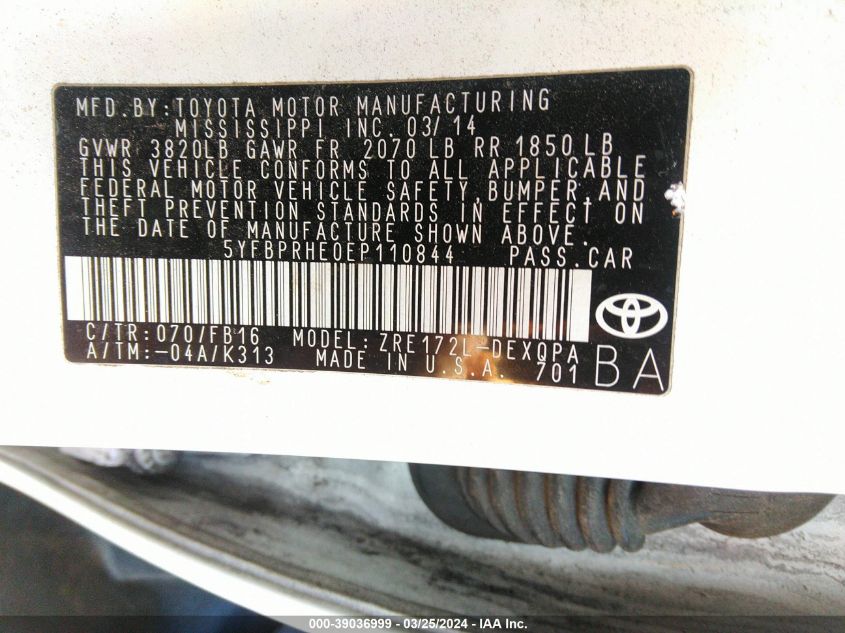 MFD.BY:TOYOTA MOTOR MANUFACTURING
MISSISSIPPI INC. 03/14
GVWR 3820LB GAWR FR 2070 LB RR 1850 LB
THIS VEHICLE CONFORMS TO ALL APPLICABLE
FEDERAL MOTOR VEHICLE SAFETY,BUMPER,AND
THEFT PREVENTION STANDARDS IN EFFECT ON
THE DATE OF MANUFACTURE SHOWN ABOVE.
5YFBPRHE0EP110844 PASS.CAR
C/TR:070/FB16 MODEL:ZRE172L-DEXQPA
A/TM:-04A/K313 MADE IN U.S.A. 701 BA
000-39036999 - 03/25/2024 - IAA Inc.